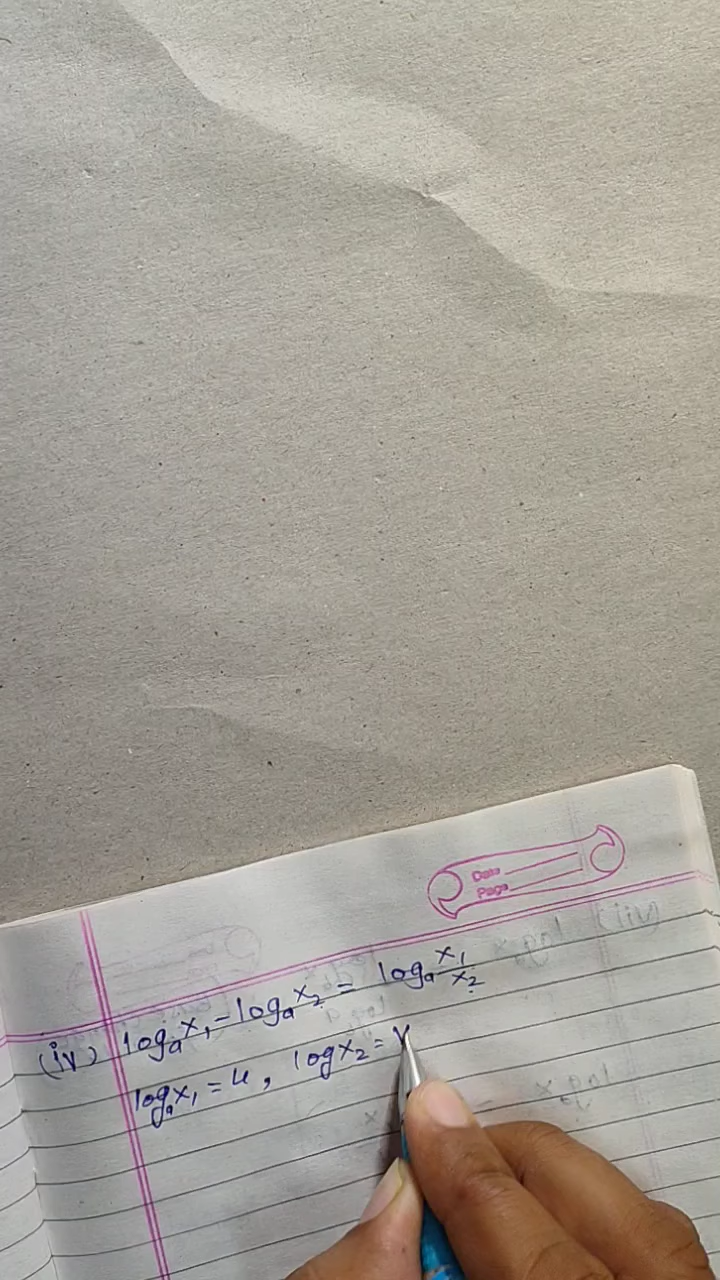 Date
Page
(iv) logₐx₁ - logₐx₂ = logₐ x₁/x₂
logₐx₁ = u, logx₂ = v